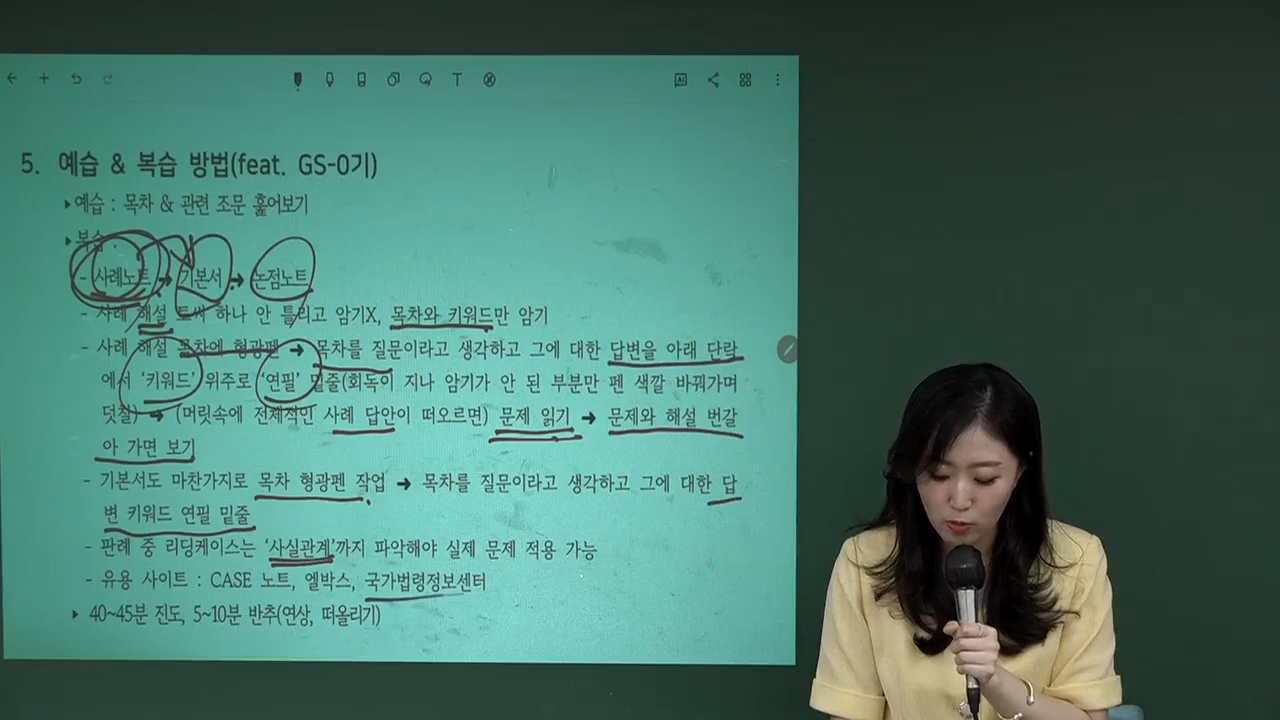 5. 예습 & 복습 방법(feat. GS-0기)
▸예습 : 목차 & 관련 조문 훑어보기
▸복습 :
- 사례노트 ➔ 기본서 ➔ 논점노트
- 사례 해설 토씨 하나 안 틀리고 암기X, 목차와 키워드만 암기
- 사례 해설 목차에 형광펜 ➔ 목차를 질문이라고 생각하고 그에 대한 답변을 아래 단락
에서 '키워드' 위주로 '연필' 밑줄(회독이 지나 암기가 안 된 부분만 펜 색깔 바꿔가며
덧칠) ➔ (머릿속에 전체적인 사례 답안이 떠오르면) 문제 읽기 ➔ 문제와 해설 번갈
아 가면 보기
- 기본서도 마찬가지로 목차 형광펜 작업 ➔ 목차를 질문이라고 생각하고 그에 대한 답
변 키워드 연필 밑줄
- 판례 중 리딩케이스는 '사실관계'까지 파악해야 실제 문제 적용 가능
- 유용 사이트 : CASE 노트, 엘박스, 국가법령정보센터
▸ 40~45분 진도, 5~10분 반추(연상, 떠올리기)